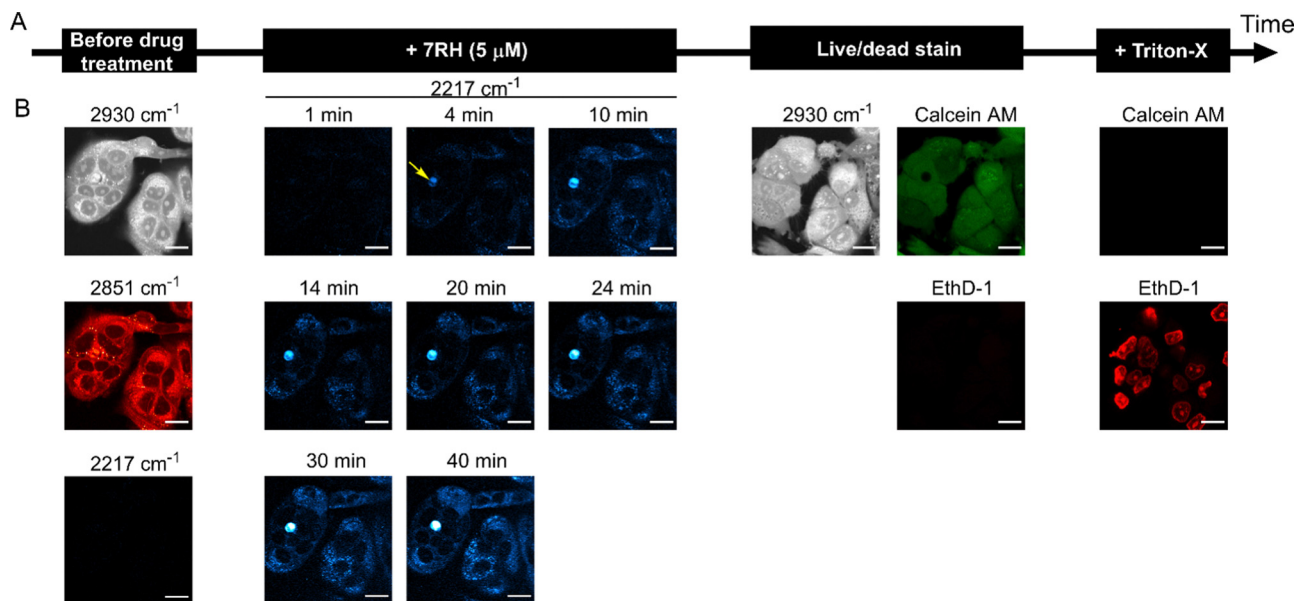 A
Before drug
treatment
+ 7RH (5 μM)
Live/dead stain
+ Triton-X
Time
B
2217 cm⁻¹
2930 cm⁻¹
1 min
4 min
10 min
2930 cm⁻¹
Calcein AM
Calcein AM
2851 cm⁻¹
14 min
20 min
24 min
EthD-1
EthD-1
2217 cm⁻¹
30 min
40 min